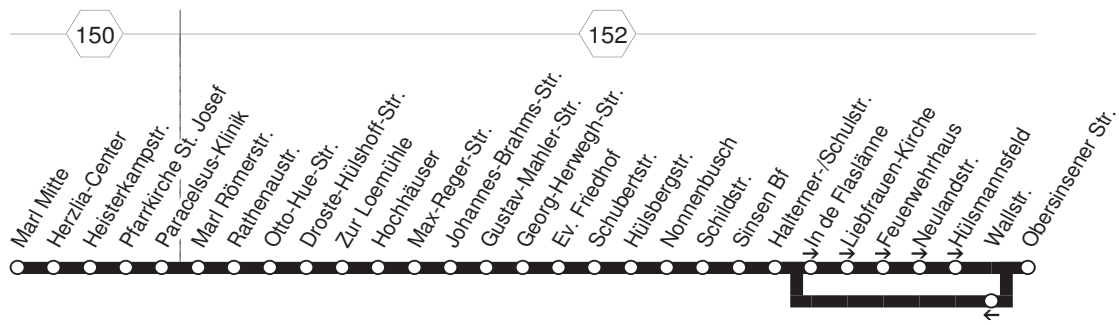 150
152
Marl Mitte
Herzlia-Center
Heisterkampstr.
Pfarrkirche St. Josef
Paracelsus-Klinik
Marl Römerstr.
Rathenaustr.
Otto-Hue-Str.
Droste-Hülshoff-Str.
Zur Loemühle
Hochhäuser
Max-Reger-Str.
Johannes-Brahms-Str.
Gustav-Mahler-Str.
Georg-Herwegh-Str.
Ev. Friedhof
Schubertstr.
Hülsbergstr.
Nonnenbusch
Schildstr.
Sinsen Bf
Halterner-/Schulstr.
In de Flaslänne
Liebfrauen-Kirche
Feuerwehrhaus
Neulandstr.
Hülsmannsfeld
Wallstr.
Obersinsener Str.